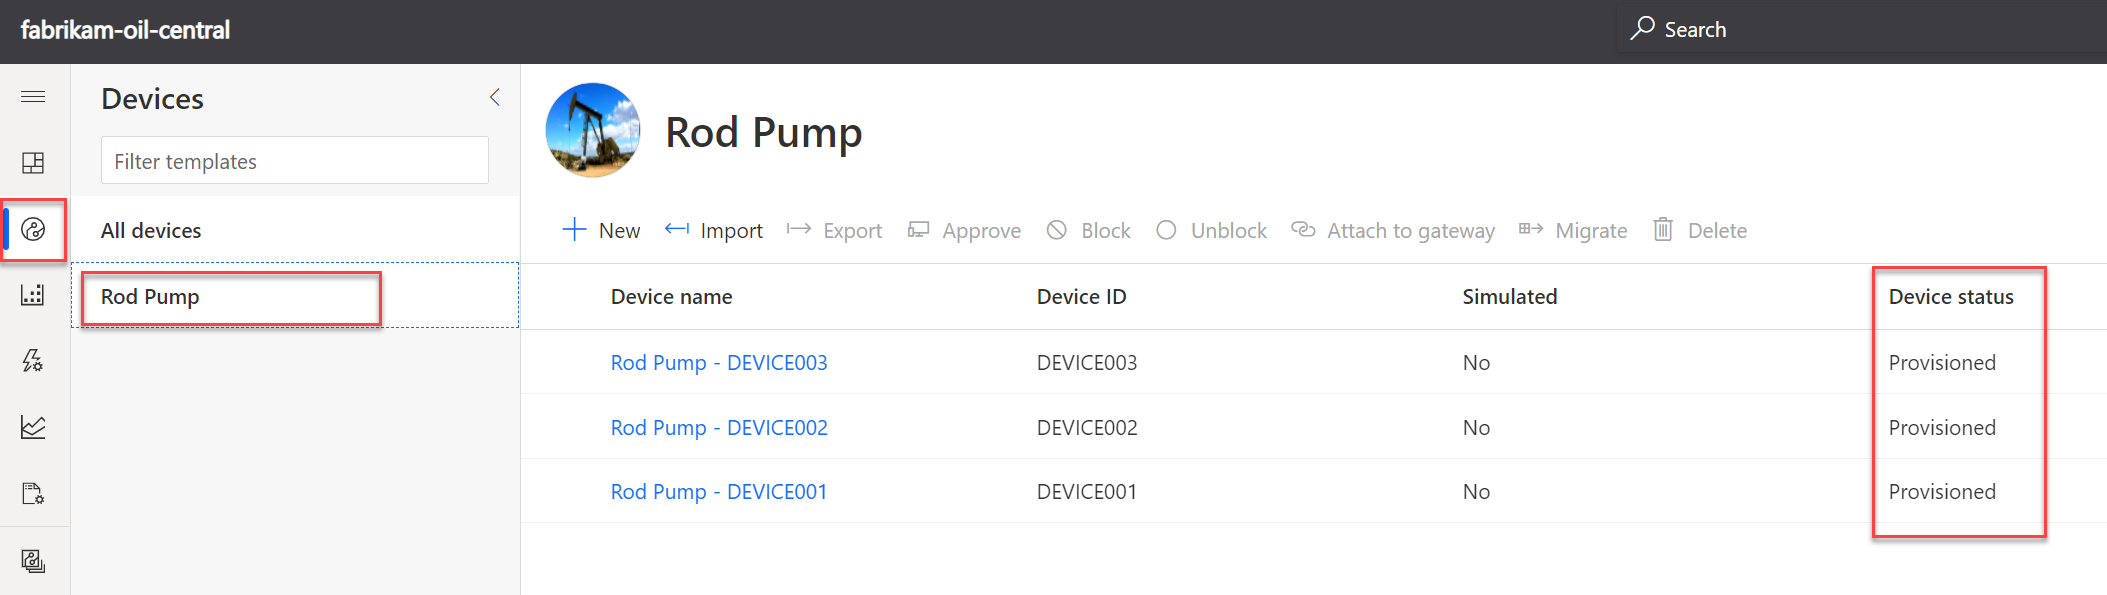 fabrikam-oil-central
Search
Devices
Filter templates
All devices
Rod Pump
Rod Pump
New Import Export Approve Block Unblock Attach to gateway Migrate Delete
Device name Device ID Simulated Device status
Rod Pump - DEVICE003 DEVICE003 No Provisioned
Rod Pump - DEVICE002 DEVICE002 No Provisioned
Rod Pump - DEVICE001 DEVICE001 No Provisioned